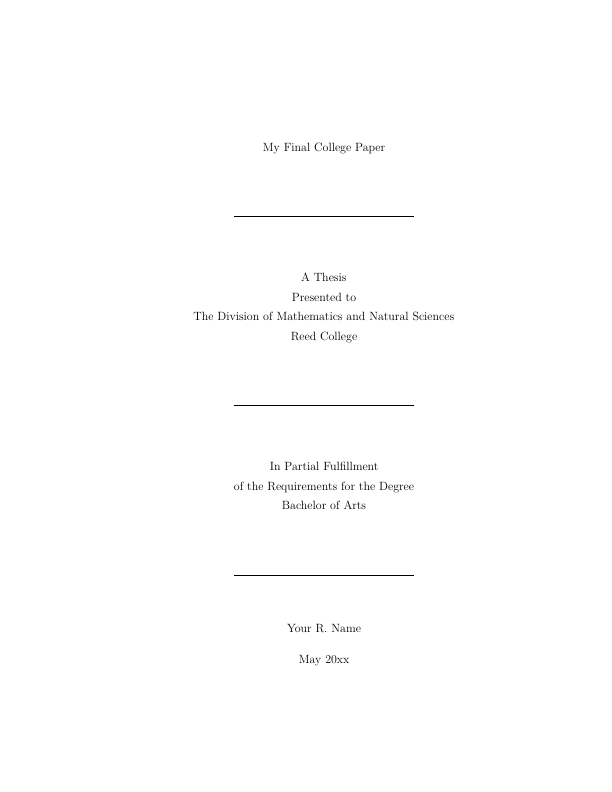 My Final College Paper
A Thesis
Presented to
The Division of Mathematics and Natural Sciences
Reed College
In Partial Fulfillment
of the Requirements for the Degree
Bachelor of Arts
Your R. Name
May 20xx